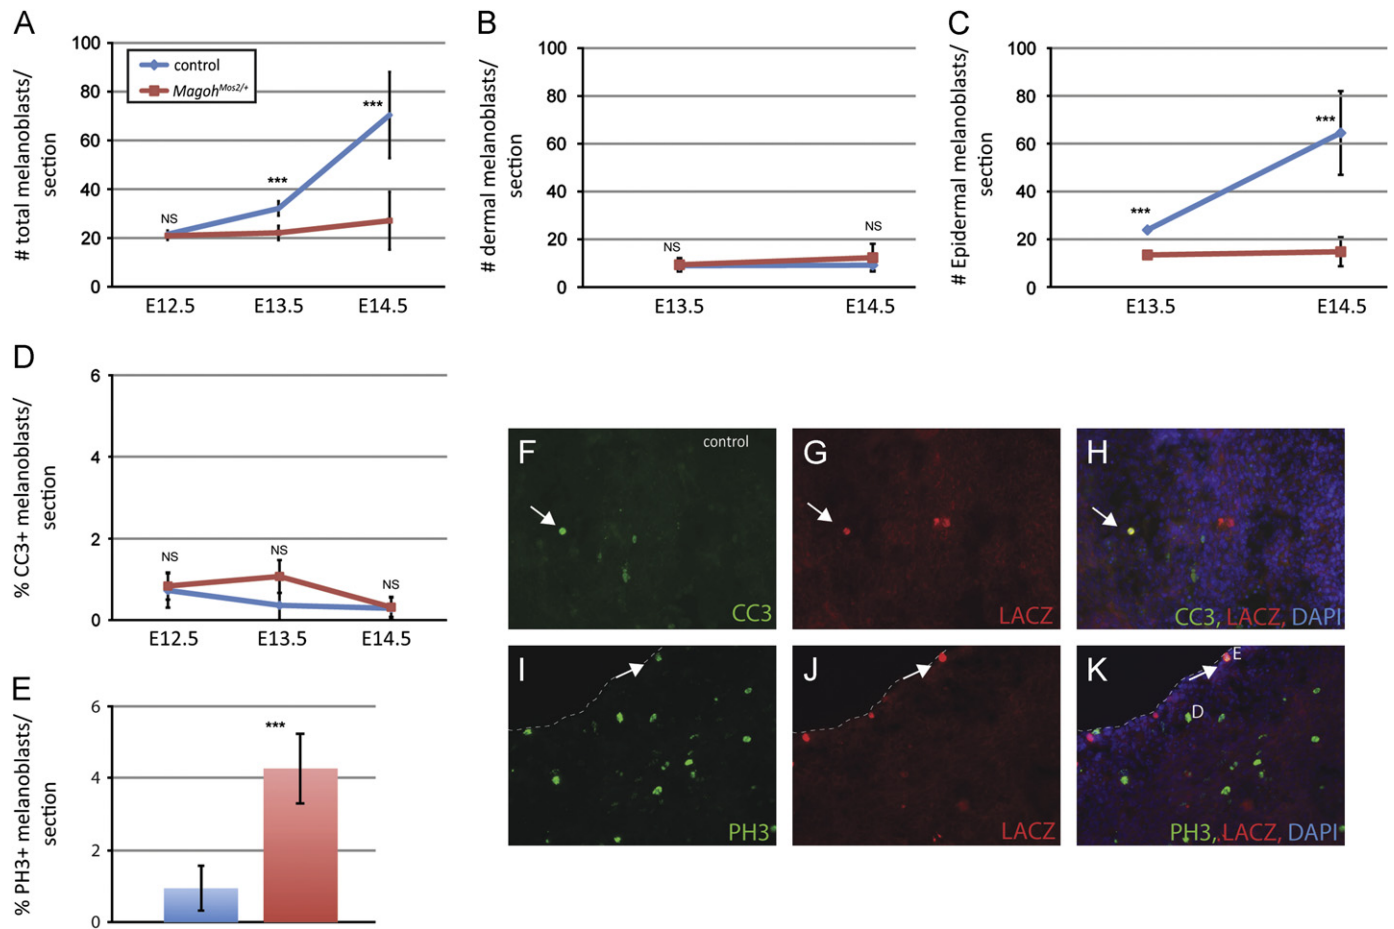 A
# total melanoblasts/
section
100
80
60
40
20
0
control
Magoh^Mos2/+
NS
***
***
E12.5
E13.5
E14.5
B
# dermal melanoblasts/
section
100
80
60
40
20
0
NS
NS
E13.5
E14.5
C
# Epidermal melanoblasts/
section
100
80
60
40
20
0
***
***
E13.5
E14.5
D
% CC3+ melanoblasts/
section
6
4
2
0
NS
NS
NS
E12.5
E13.5
E14.5
E
% PH3+ melanoblasts/
section
6
4
2
0
***
F
control
CC3
G
LACZ
H
CC3, LACZ, DAPI
I
PH3
J
LACZ
K
E
D
PH3, LACZ, DAPI